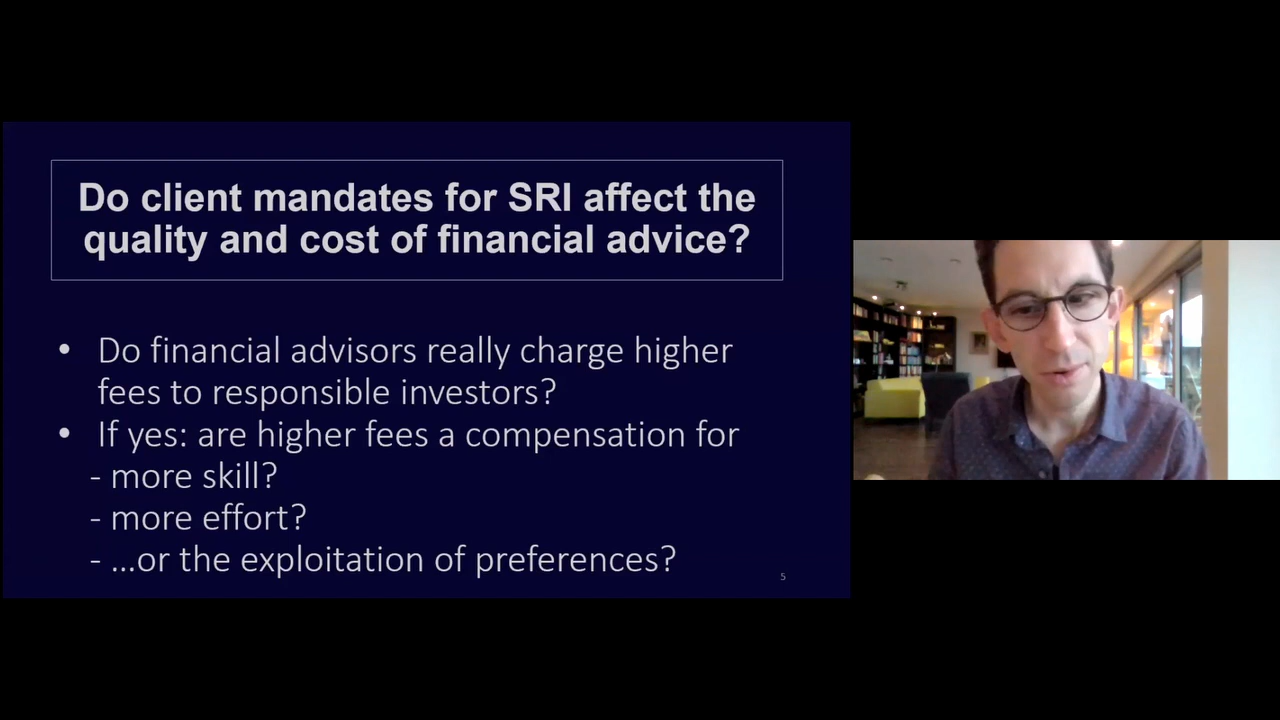 Do client mandates for SRI affect the
quality and cost of financial advice?
• Do financial advisors really charge higher
fees to responsible investors?
• If yes: are higher fees a compensation for
- more skill?
- more effort?
- …or the exploitation of preferences?
5